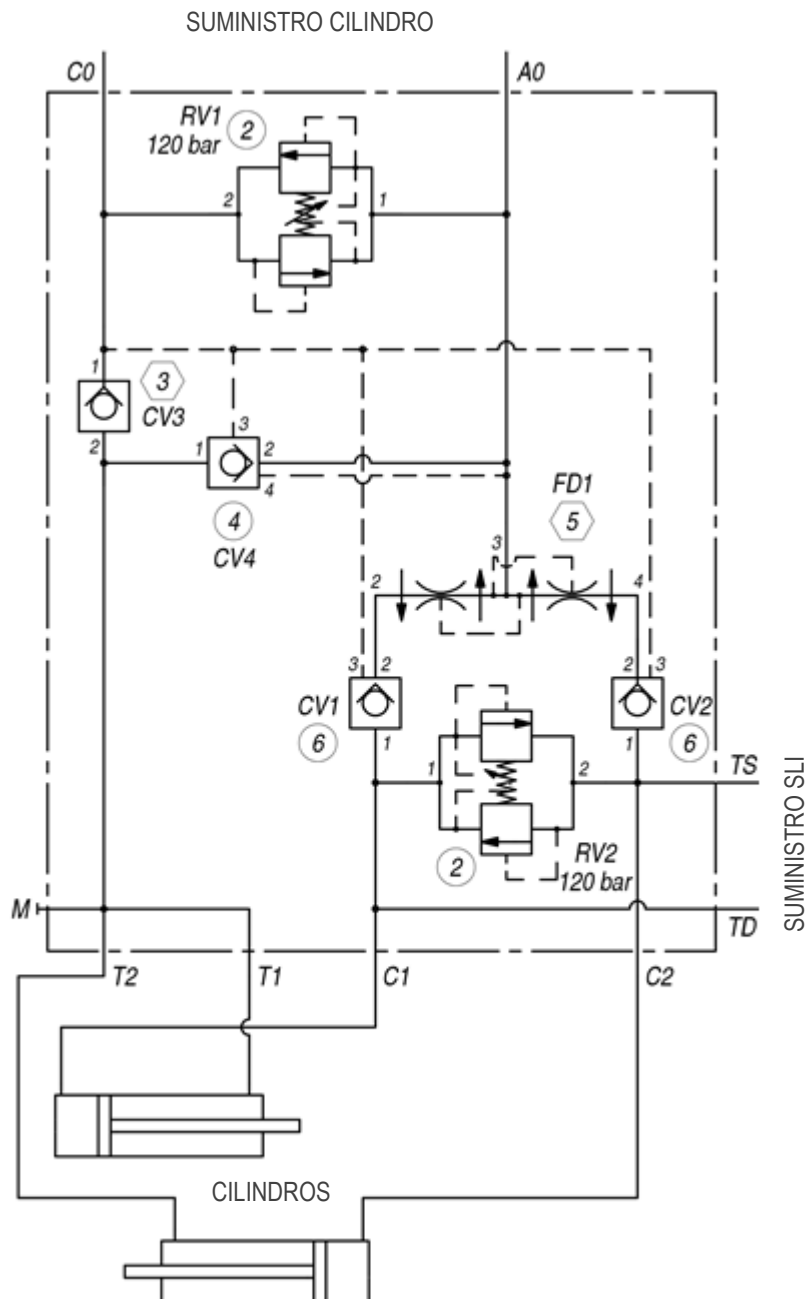 SUMINISTRO CILINDRO
C0
A0
RV1
120 bar
2
2
1
1
3
CV3
2
3
1
2
4
4
CV4
FD1
5
3
2
4
3
2
CV1
6
1
2
3
CV2
6
1
1
2
RV2
120 bar
2
TS
TD
SUMINISTRO SLI
M
T2
T1
C1
C2
CILINDROS